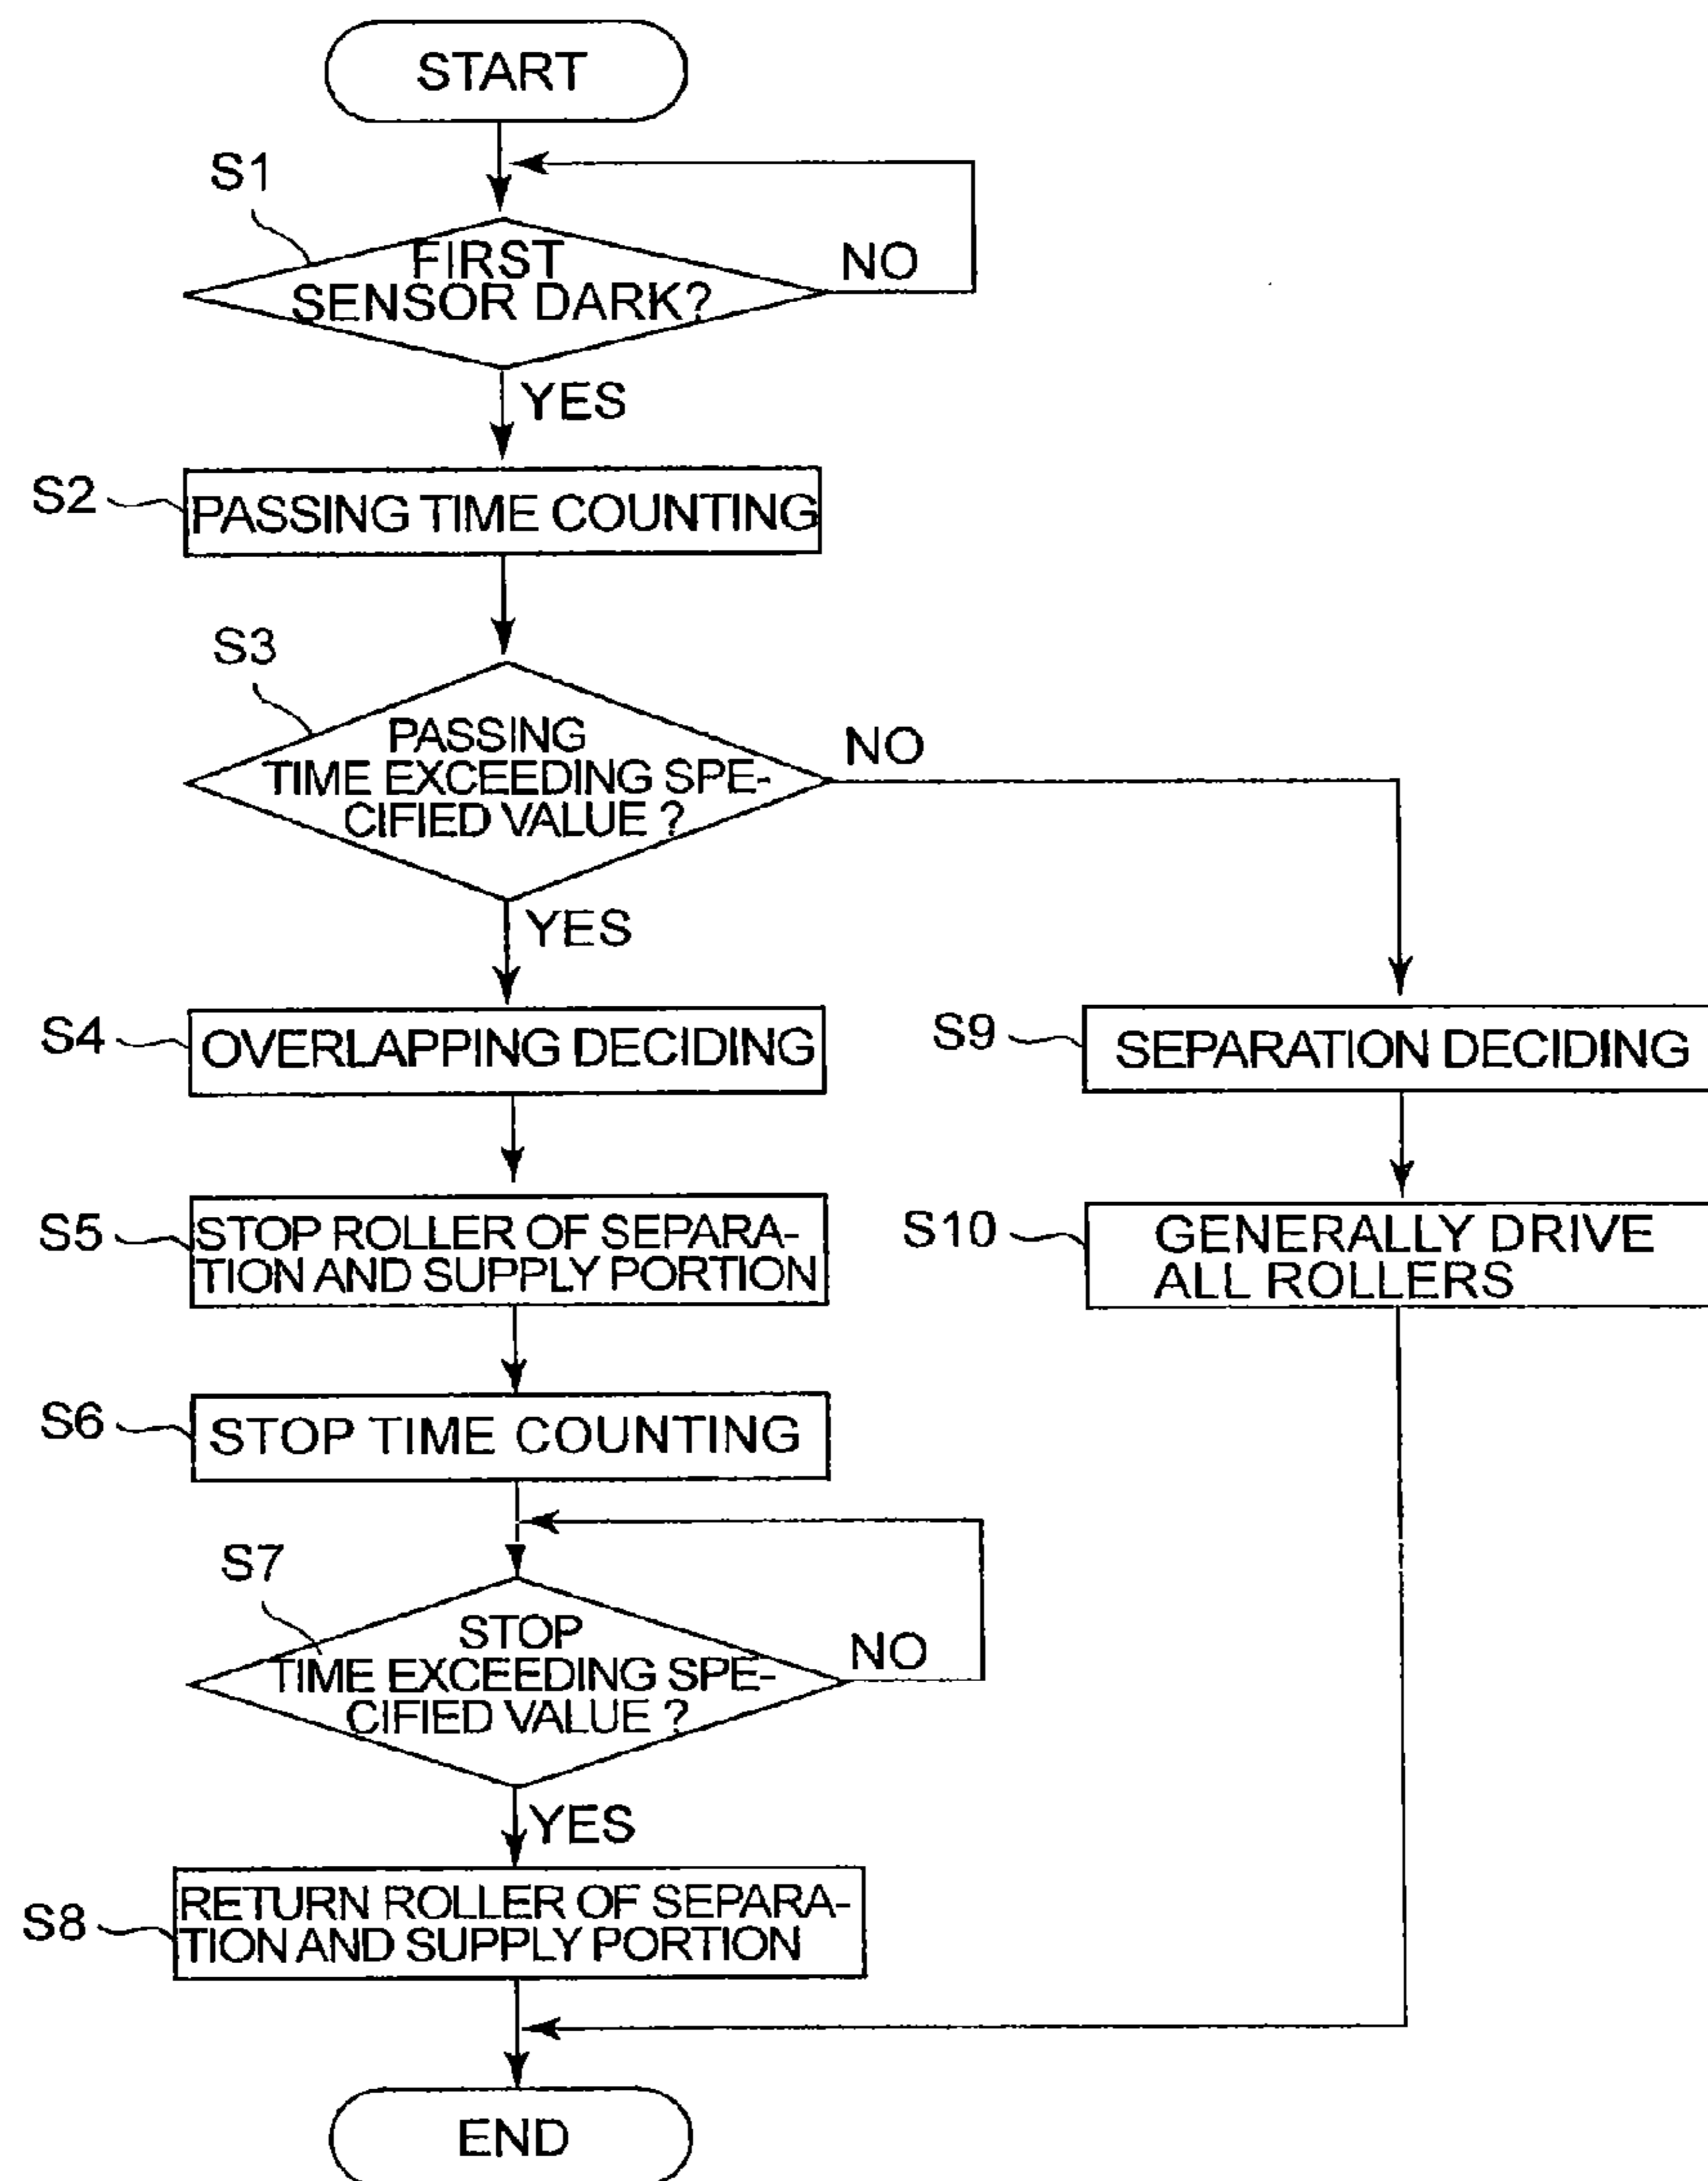 START
S1
FIRST
SENSOR DARK?
NO
YES
S2
PASSING TIME COUNTING
S3
PASSING
TIME EXCEEDING SPE-
CIFIED VALUE ?
NO
YES
S4
OVERLAPPING DECIDING
S9
SEPARATION DECIDING
S5
STOP ROLLER OF SEPARA-
TION AND SUPPLY PORTION
S10
GENERALLY DRIVE
ALL ROLLERS
S6
STOP TIME COUNTING
S7
STOP
TIME EXCEEDING SPE-
CIFIED VALUE ?
NO
YES
S8
RETURN ROLLER OF SEPARA-
TION AND SUPPLY PORTION
END